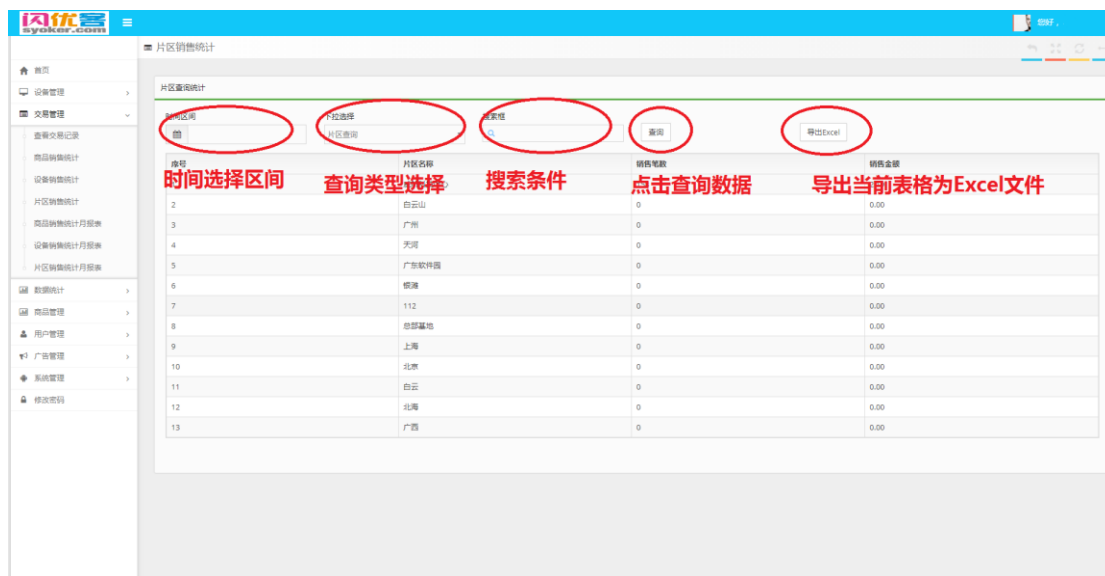 闪优客
syoker.com
您好，
片区销售统计
首页
设备管理
交易管理
查看交易记录
商品销售统计
设备销售统计
片区销售统计
商品销售统计月报表
设备销售统计月报表
片区销售统计月报表
数据统计
商品管理
用户管理
广告管理
系统管理
修改密码
片区查询统计
时间区间 下拉选择 搜索框
片区查询 查询 导出Excel
序号 片区名称 销售笔数 销售金额
时间选择区间 查询类型选择 搜索条件 点击查询数据 导出当前表格为Excel文件
2 白云山 0 0.00
3 广州 0 0.00
4 天河 0 0.00
5 广东软件园 0 0.00
6 银滩 0 0.00
7 112 0 0.00
8 总部基地 0 0.00
9 上海 0 0.00
10 北京 0 0.00
11 白云 0 0.00
12 北海 0 0.00
13 广西 0 0.00